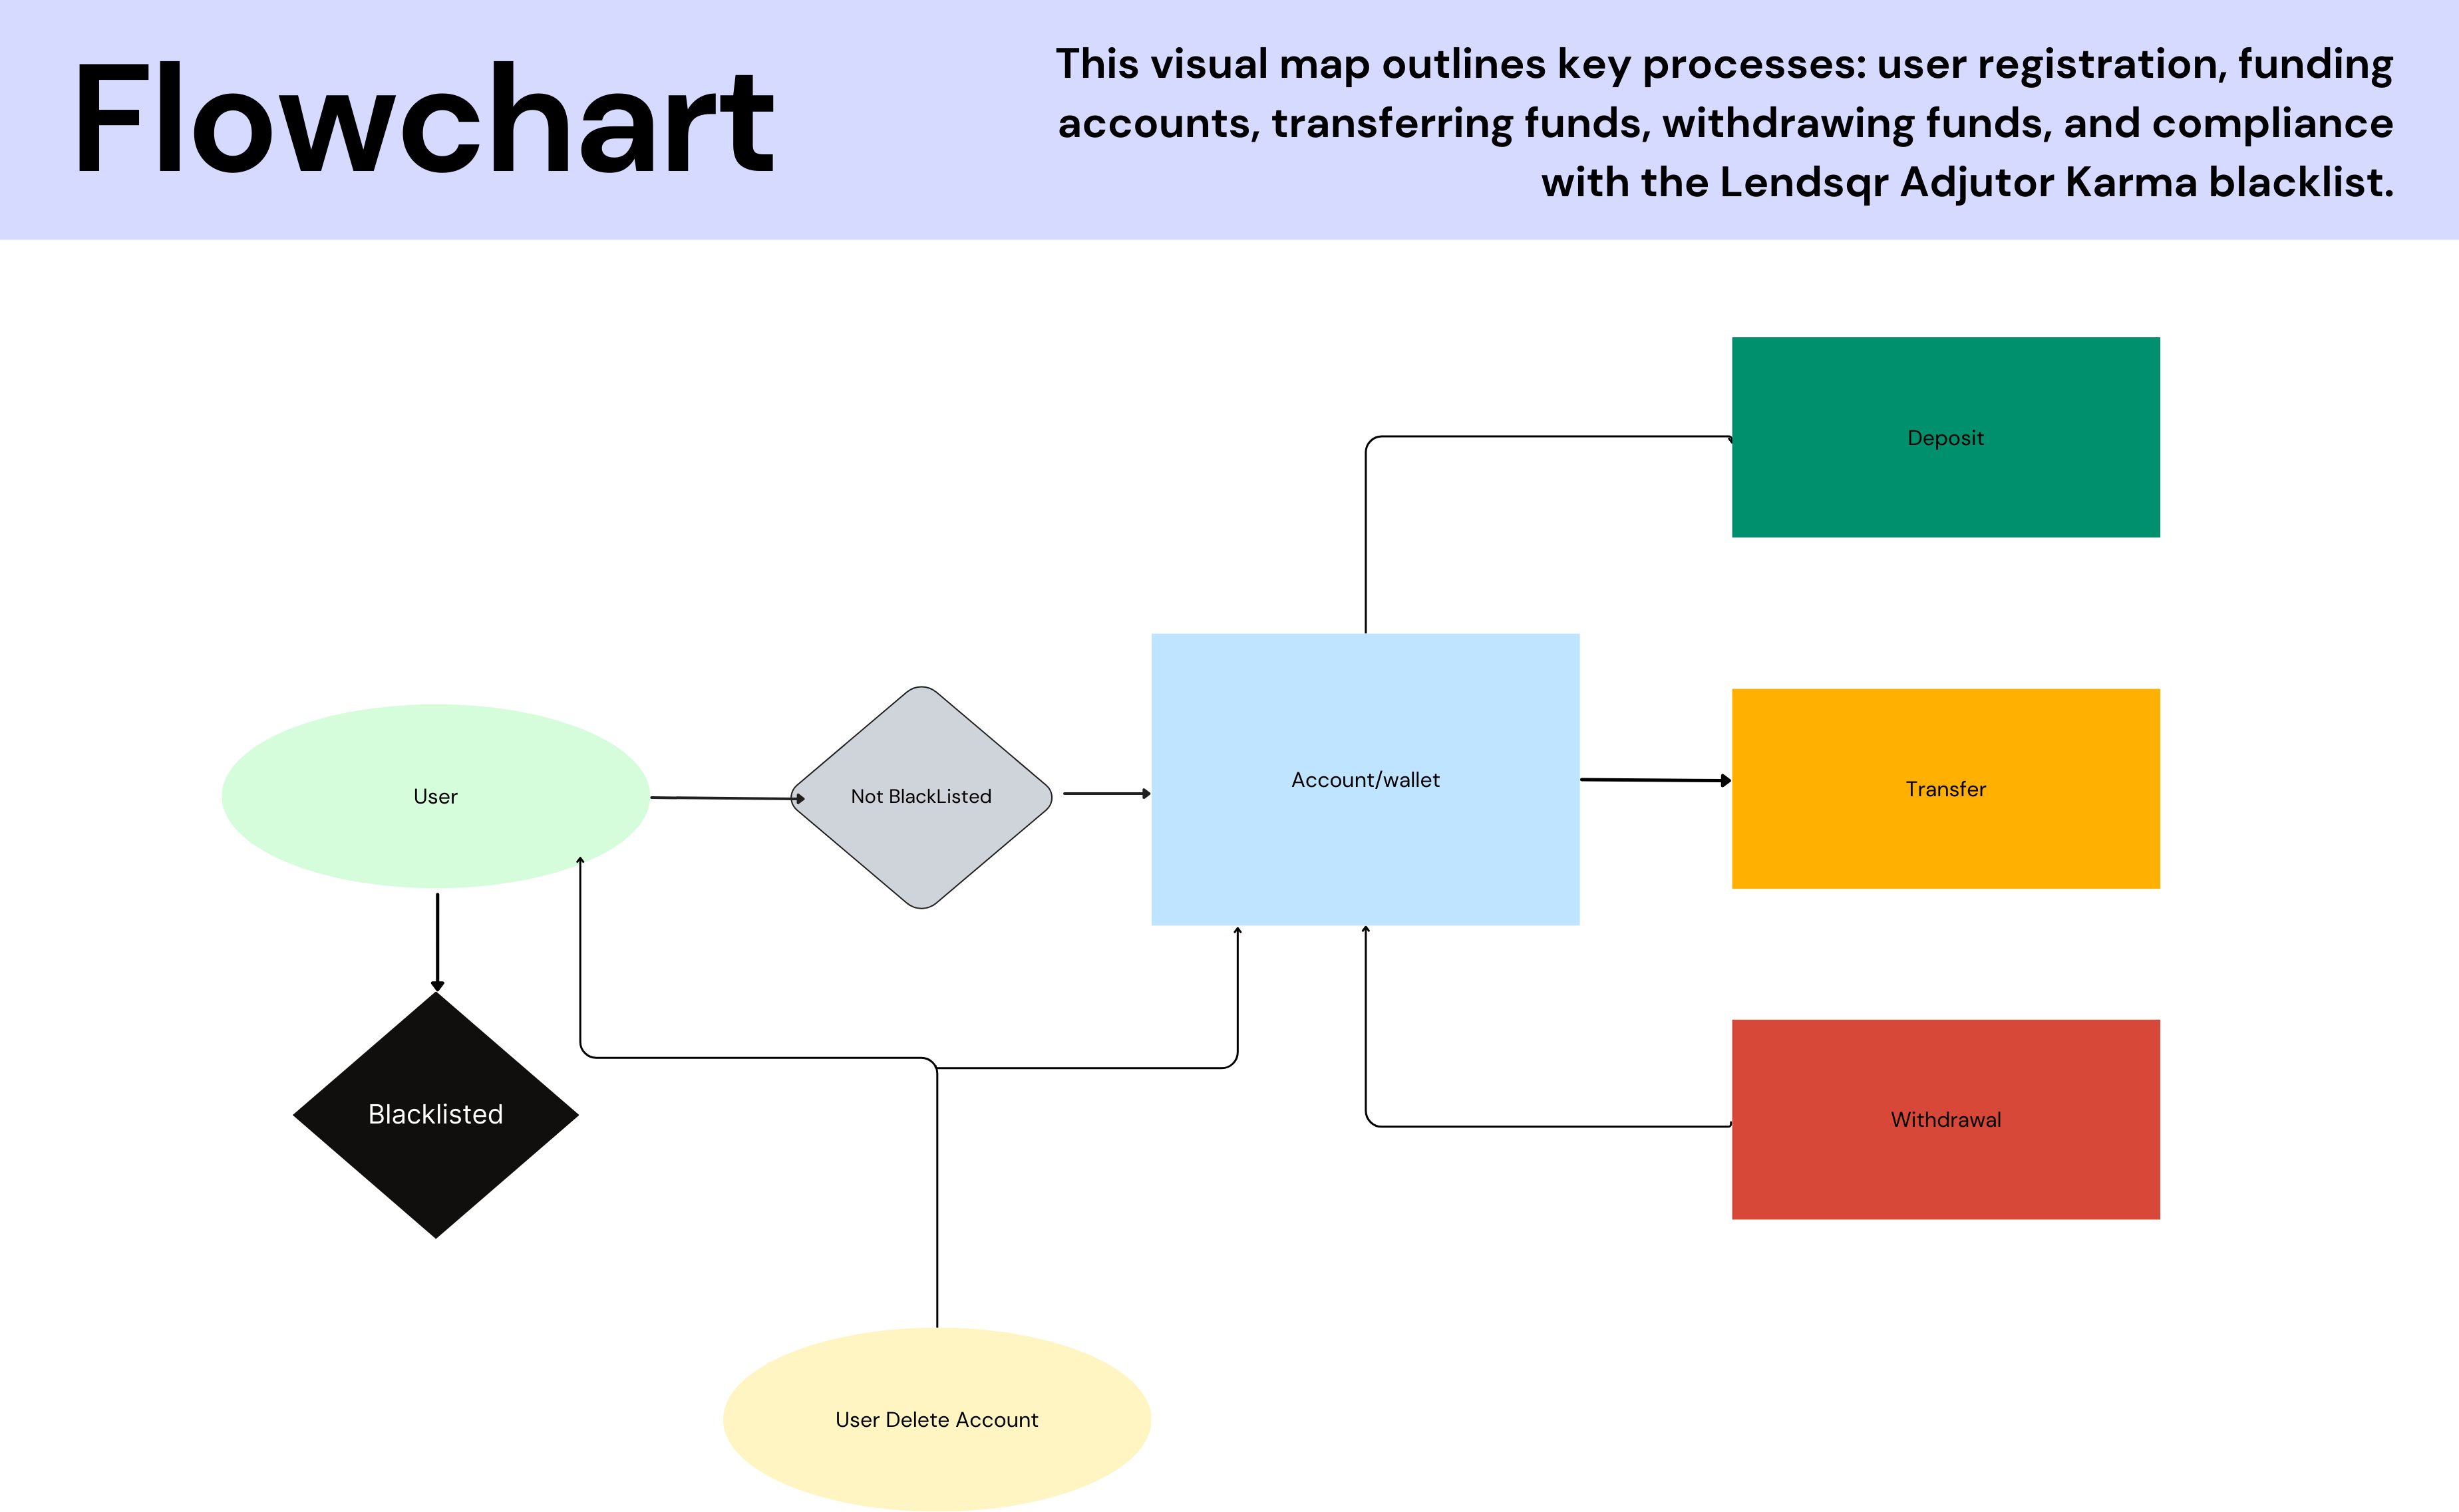 Flowchart
This visual map outlines key processes: user registration, funding
accounts, transferring funds, withdrawing funds, and compliance
with the Lendsqr Adjutor Karma blacklist.
Deposit
User
Not BlackListed
Account/wallet
Transfer
Blacklisted
Withdrawal
User Delete Account